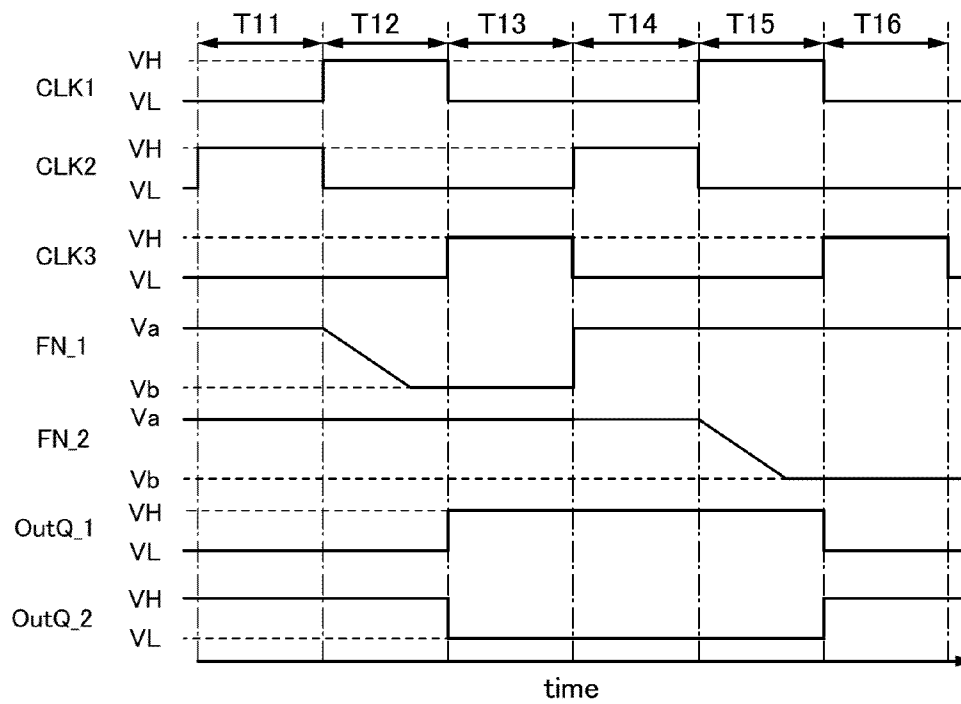 T11 T12 T13 T14 T15 T16
VH
CLK1
VL
VH
CLK2
VL
VH
CLK3
VL
Va
FN_1
Vb
Va
FN_2
Vb
VH
OutQ_1
VL
VH
OutQ_2
VL
time